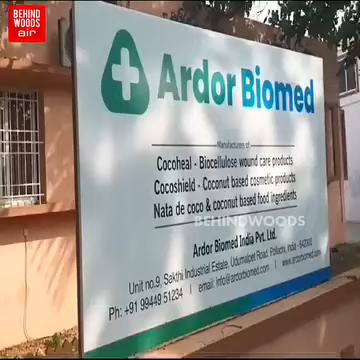 BEHIND
WOODS
air
Ardor Biomed
Manufacturers of
Cocoheal - Biocellulose wound care products
Cocoshield - Coconut based cosmetic products
Nata de coco & coconut based food ingredients
BEHINDWOODS
Ardor Biomed India Pvt. Ltd.
Unit no.9, Sakthi Industrial Estate, Udumalpet Road, Pollachi, India - 642003
Ph: +91 99449 51234 | email: info@ardorbiomed.com | www.ardorbiomed.com